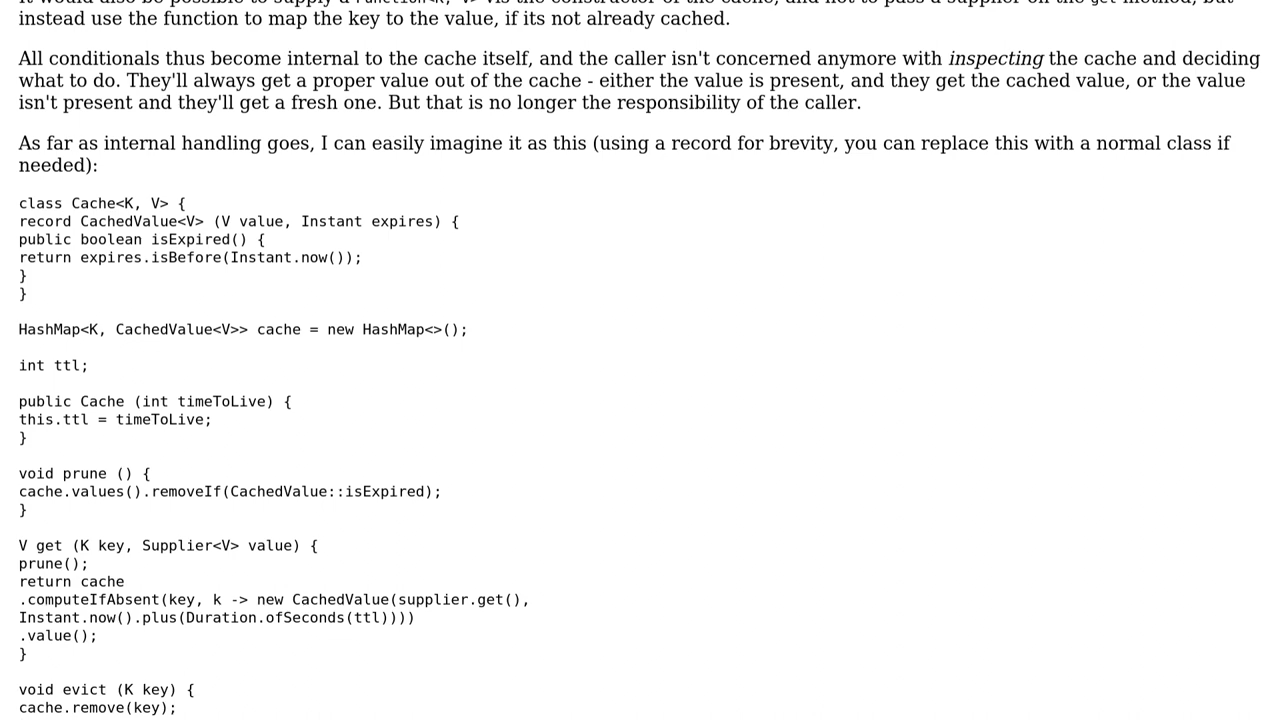 instead use the function to map the key to the value, if its not already cached.
All conditionals thus become internal to the cache itself, and the caller isn't concerned anymore with inspecting the cache and deciding
what to do. They'll always get a proper value out of the cache - either the value is present, and they get the cached value, or the value
isn't present and they'll get a fresh one. But that is no longer the responsibility of the caller.
As far as internal handling goes, I can easily imagine it as this (using a record for brevity, you can replace this with a normal class if
needed):
class Cache<K, V> {
record CachedValue<V> (V value, Instant expires) {
public boolean isExpired() {
return expires.isBefore(Instant.now());
}
}
HashMap<K, CachedValue<V>> cache = new HashMap<>();
int ttl;
public Cache (int timeToLive) {
this.ttl = timeToLive;
}
void prune () {
cache.values().removeIf(CachedValue::isExpired);
}
V get (K key, Supplier<V> value) {
prune();
return cache
.computeIfAbsent(key, k -> new CachedValue(supplier.get(),
Instant.now().plus(Duration.ofSeconds(ttl))))
.value();
}
void evict (K key) {
cache.remove(key);